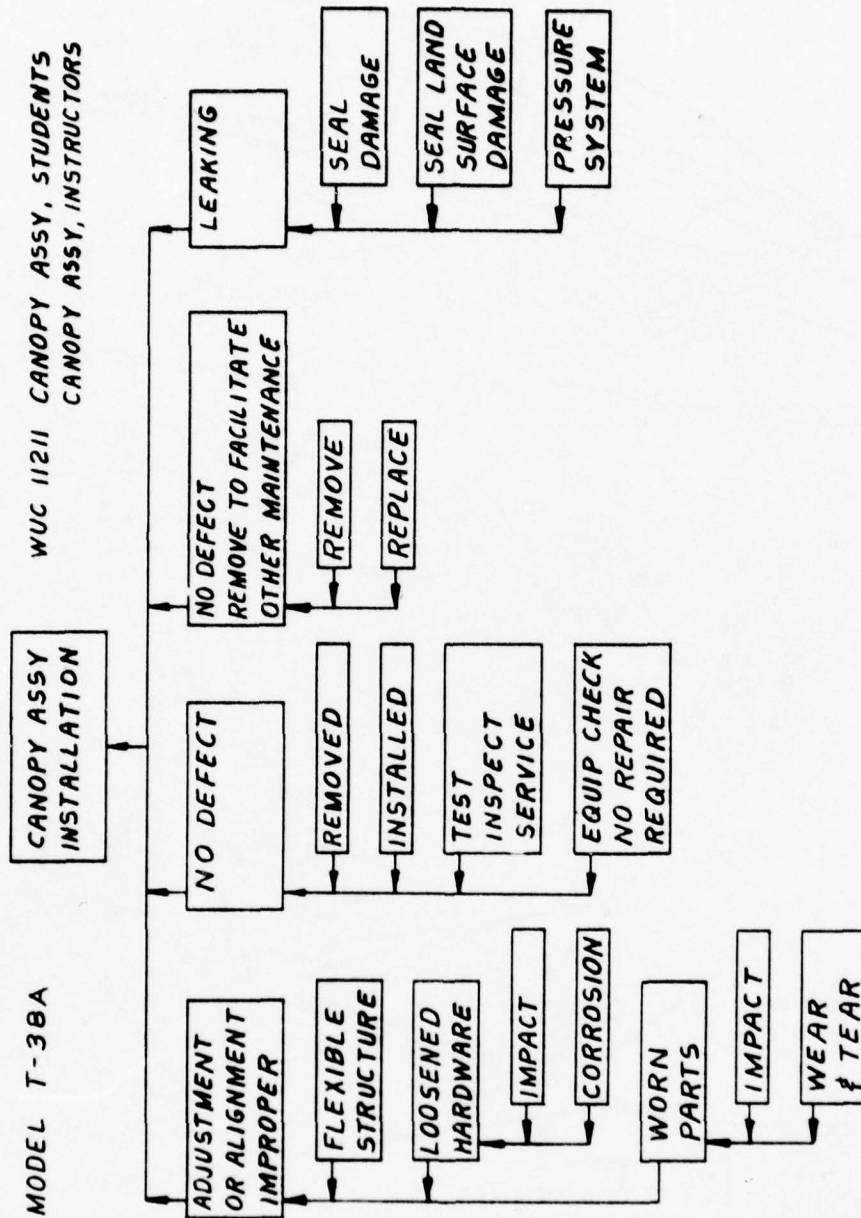 MODEL T-38A
WUC 11211 CANOPY ASSY, STUDENTS
CANOPY ASSY, INSTRUCTORS
CANOPY ASSY
INSTALLATION
ADJUSTMENT
OR ALIGNMENT
IMPROPER
FLEXIBLE
STRUCTURE
LOOSENED
HARDWARE
IMPACT
CORROSION
WORN
PARTS
IMPACT
WEAR
& TEAR
NO DEFECT
REMOVED
INSTALLED
TEST
INSPECT
SERVICE
EQUIP CHECK
NO REPAIR
REQUIRED
NO DEFECT
REMOVE TO FACILITATE
OTHER MAINTENANCE
REMOVE
REPLACE
LEAKING
SEAL
DAMAGE
SEAL LAND
SURFACE
DAMAGE
PRESSURE
SYSTEM